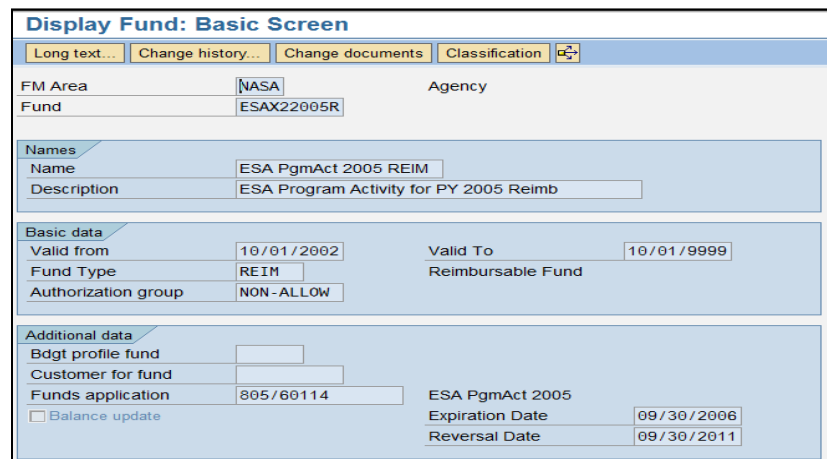 Display Fund: Basic Screen
Long text... Change history... Change documents Classification
FM Area NASA Agency
Fund ESAX22005R
Names
Name ESA PgmAct 2005 REIM
Description ESA Program Activity for PY 2005 Reimb
Basic data
Valid from 10/01/2002 Valid To 10/01/9999
Fund Type REIM Reimbursable Fund
Authorization group NON-ALLOW
Additional data
Bdgt profile fund
Customer for fund
Funds application 805/60114 ESA PgmAct 2005
Balance update Expiration Date 09/30/2006
Reversal Date 09/30/2011